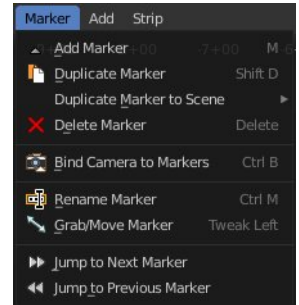 Marker Add Strip
Add Marker M
Duplicate Marker Shift D
Duplicate Marker to Scene
Delete Marker Delete
Bind Camera to Markers Ctrl B
Rename Marker Ctrl M
Grab/Move Marker Tweak Left
Jump to Next Marker
Jump to Previous Marker